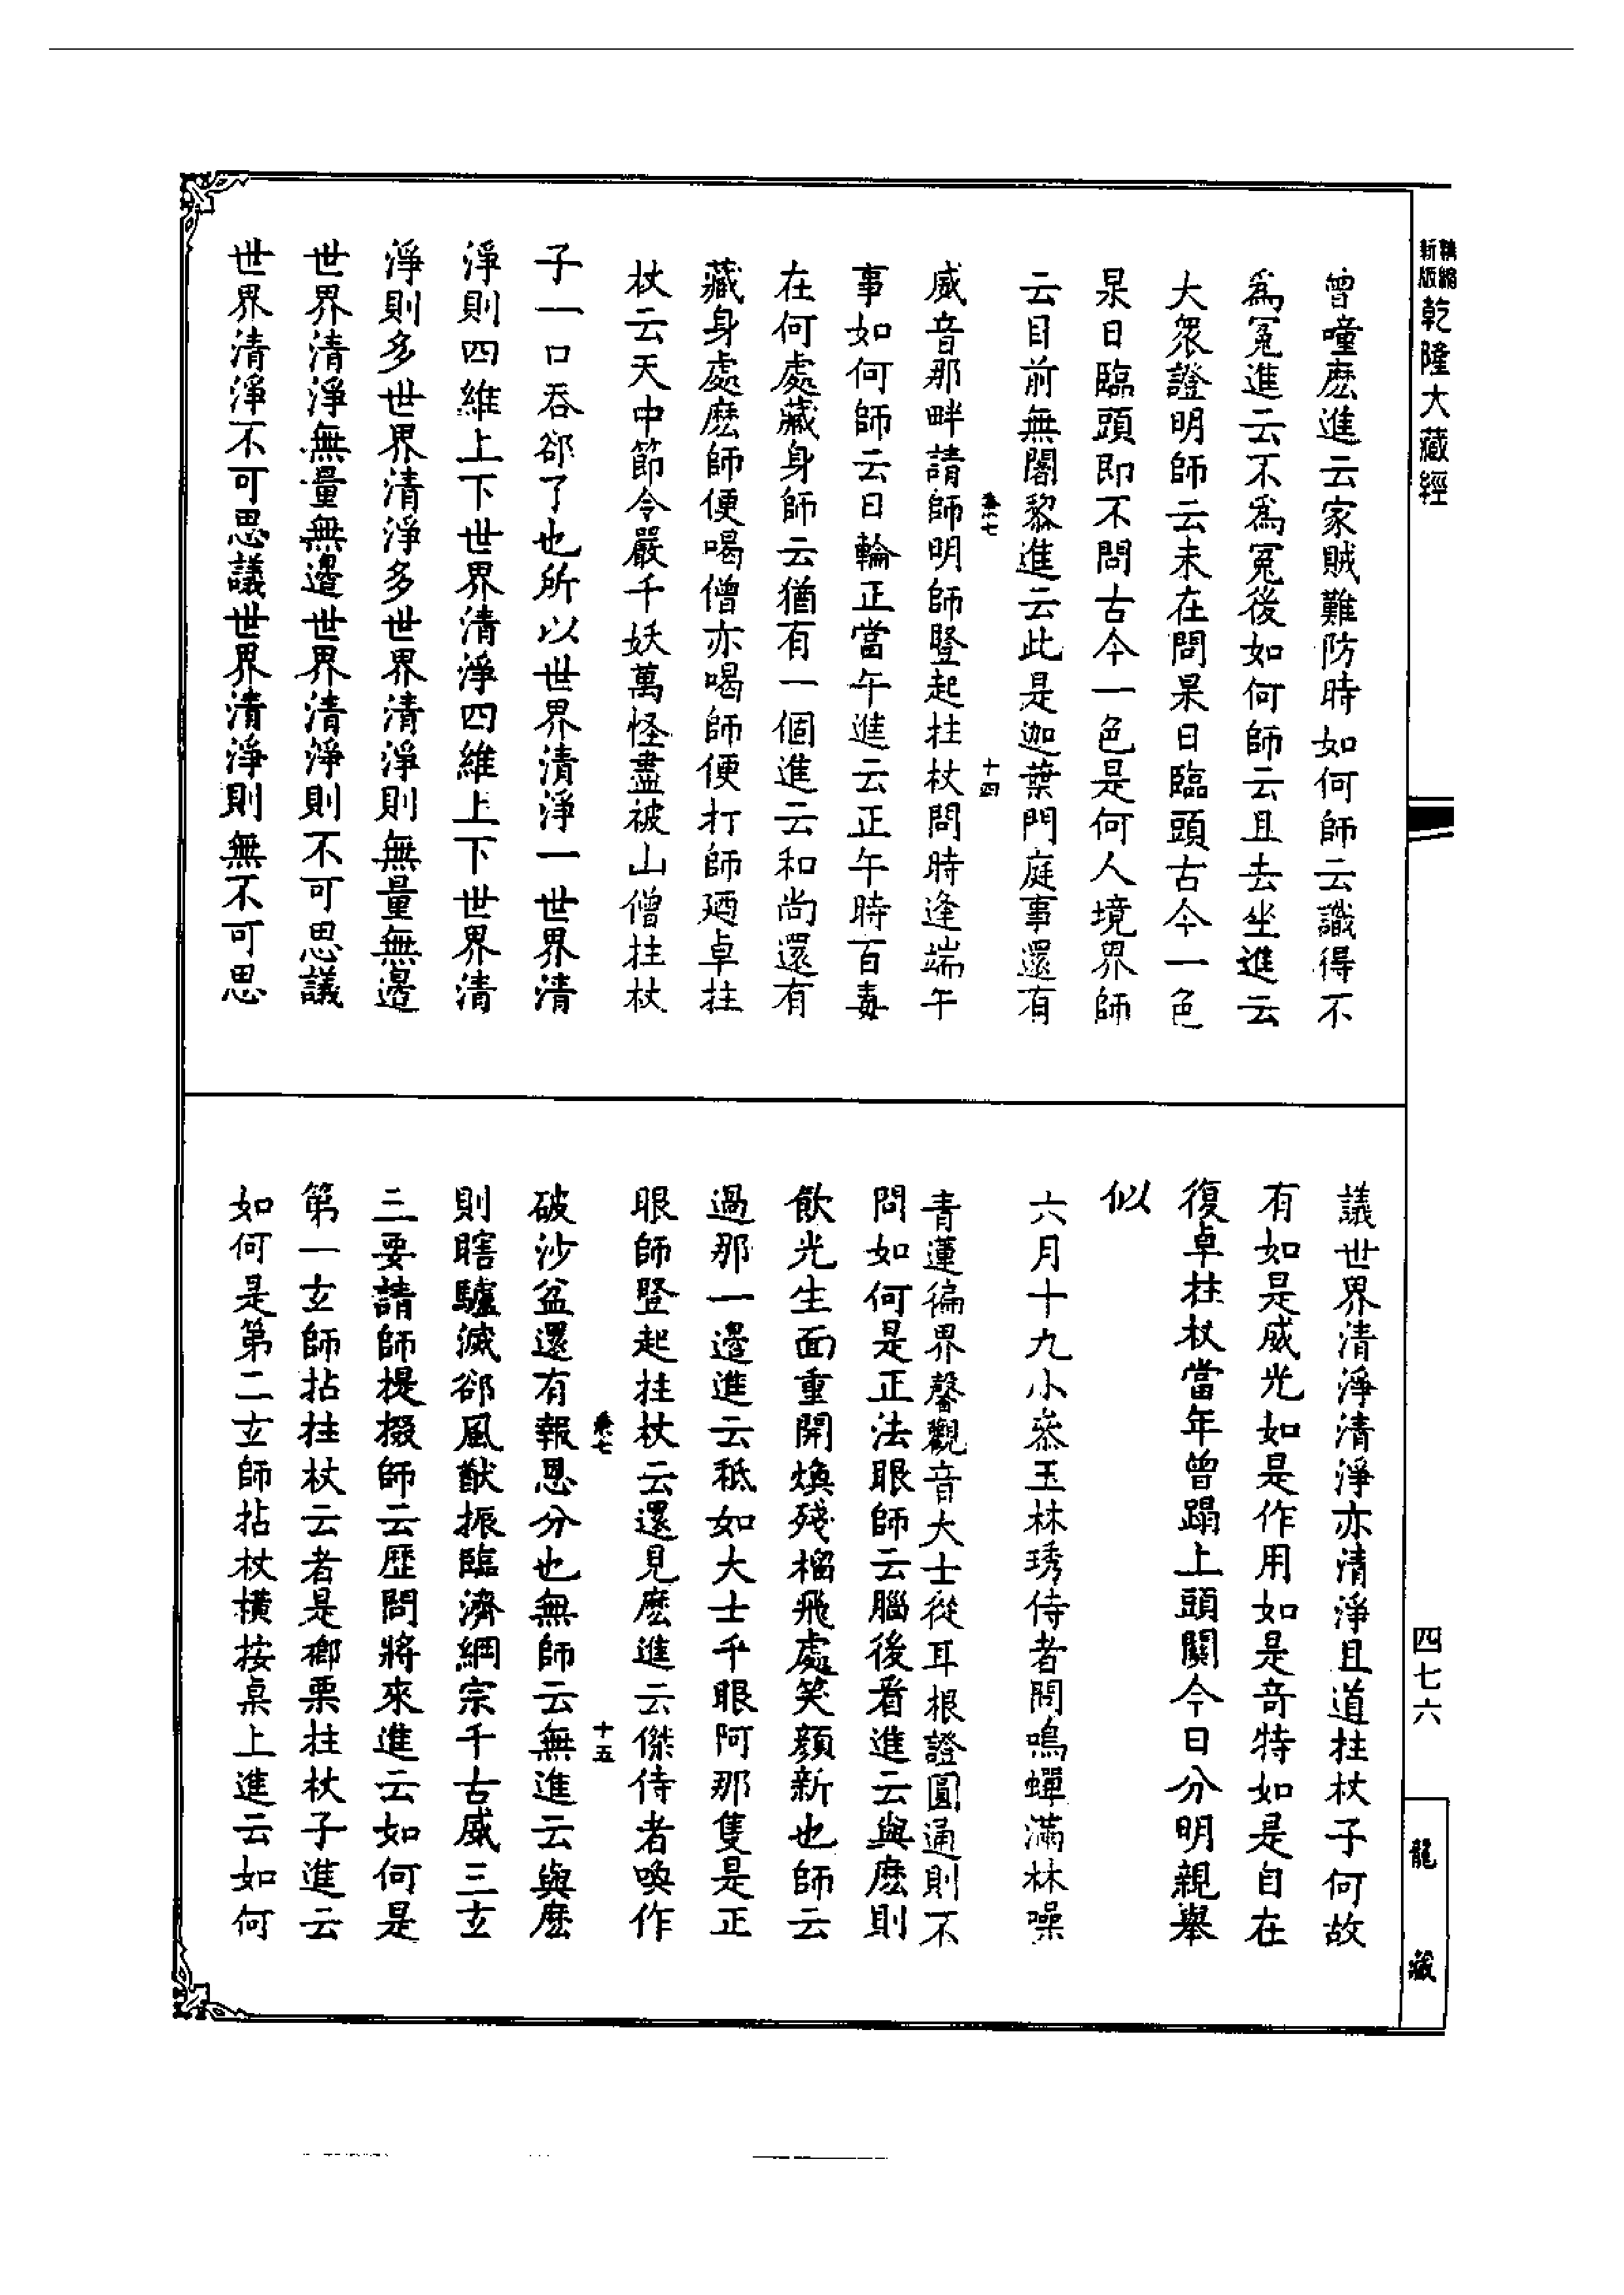 精縮
新版
乾隆大藏經
曾瞳麽進云家賊難防時如何師云識得不
爲冤進云不爲冤後如何師云且去坐進云
大衆證明師云未在問杲日臨頭古今一色
杲日臨頭即不問古今一色是何人境界師
云目前無闍黎進云此是迦葉門庭事還有
威音那畔請師明師竪起拄杖問時逢端午
事如何師云日輪正當午進云正午時百毒
在何處藏身師云猶有一個進云和尚還有
藏身處麽師便喝僧亦喝師便打師廼卓拄
杖云天中節令嚴千妖萬怪盡被山僧拄杖
子一口吞郤了也所以世界清淨一世界清
淨則四維上下世界清淨四維上下世界清
淨則多世界清淨多世界清淨則無量無邊
世界清淨無量無邊世界清淨則不可思議
世界清淨不可思議世界清淨則無不可思
十四
議世界清淨清淨亦清淨且道拄杖子何故
有如是威光如是作用如是奇特如是自在
復卓拄杖當年曾蹋上頭關今日分明親舉
似
六月十九小叅玉林琇侍者問鳴蟬滿林噪
青蓮徧界馨觀音大士從耳根證圓通則不
問如何是正法眼師云腦後看進云與麽則
飲光生面重開煥殘榴飛處笑顏新也師云
過那一邊進云秪如大士千眼阿那隻是正
眼師竪起拄杖云還見麽進云傑侍者喚作
破沙盆還有報恩分也無師云無進云與麽
則瞎驢滅郤風猷振臨濟綱宗千古威三玄
三要請師提掇師云歷問將來進云如何是
第一玄師拈拄杖云者是榔栗拄杖子進云
如何是第二玄師拈杖橫按桌上進云如何
十五
四七六
龍藏